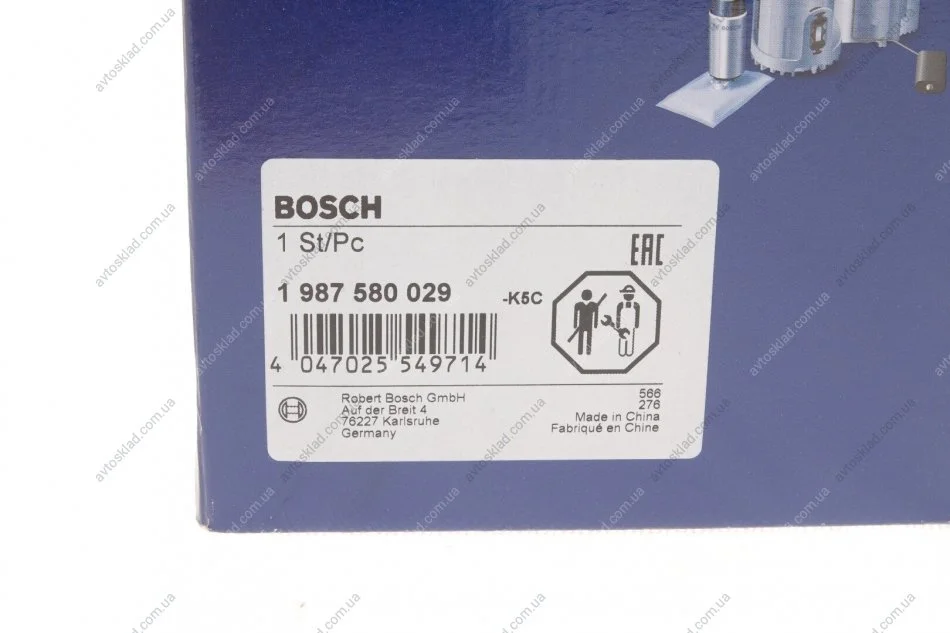 BOSCH
BOSCH
1 St/Pc
EAC
1 987 580 029
-K5C
4 047025 549714
Robert Bosch GmbH
Auf der Breit 4
76227 Karlsruhe
Germany
566
276
Made in China
Fabriqué en Chine
avtosklad.com.ua